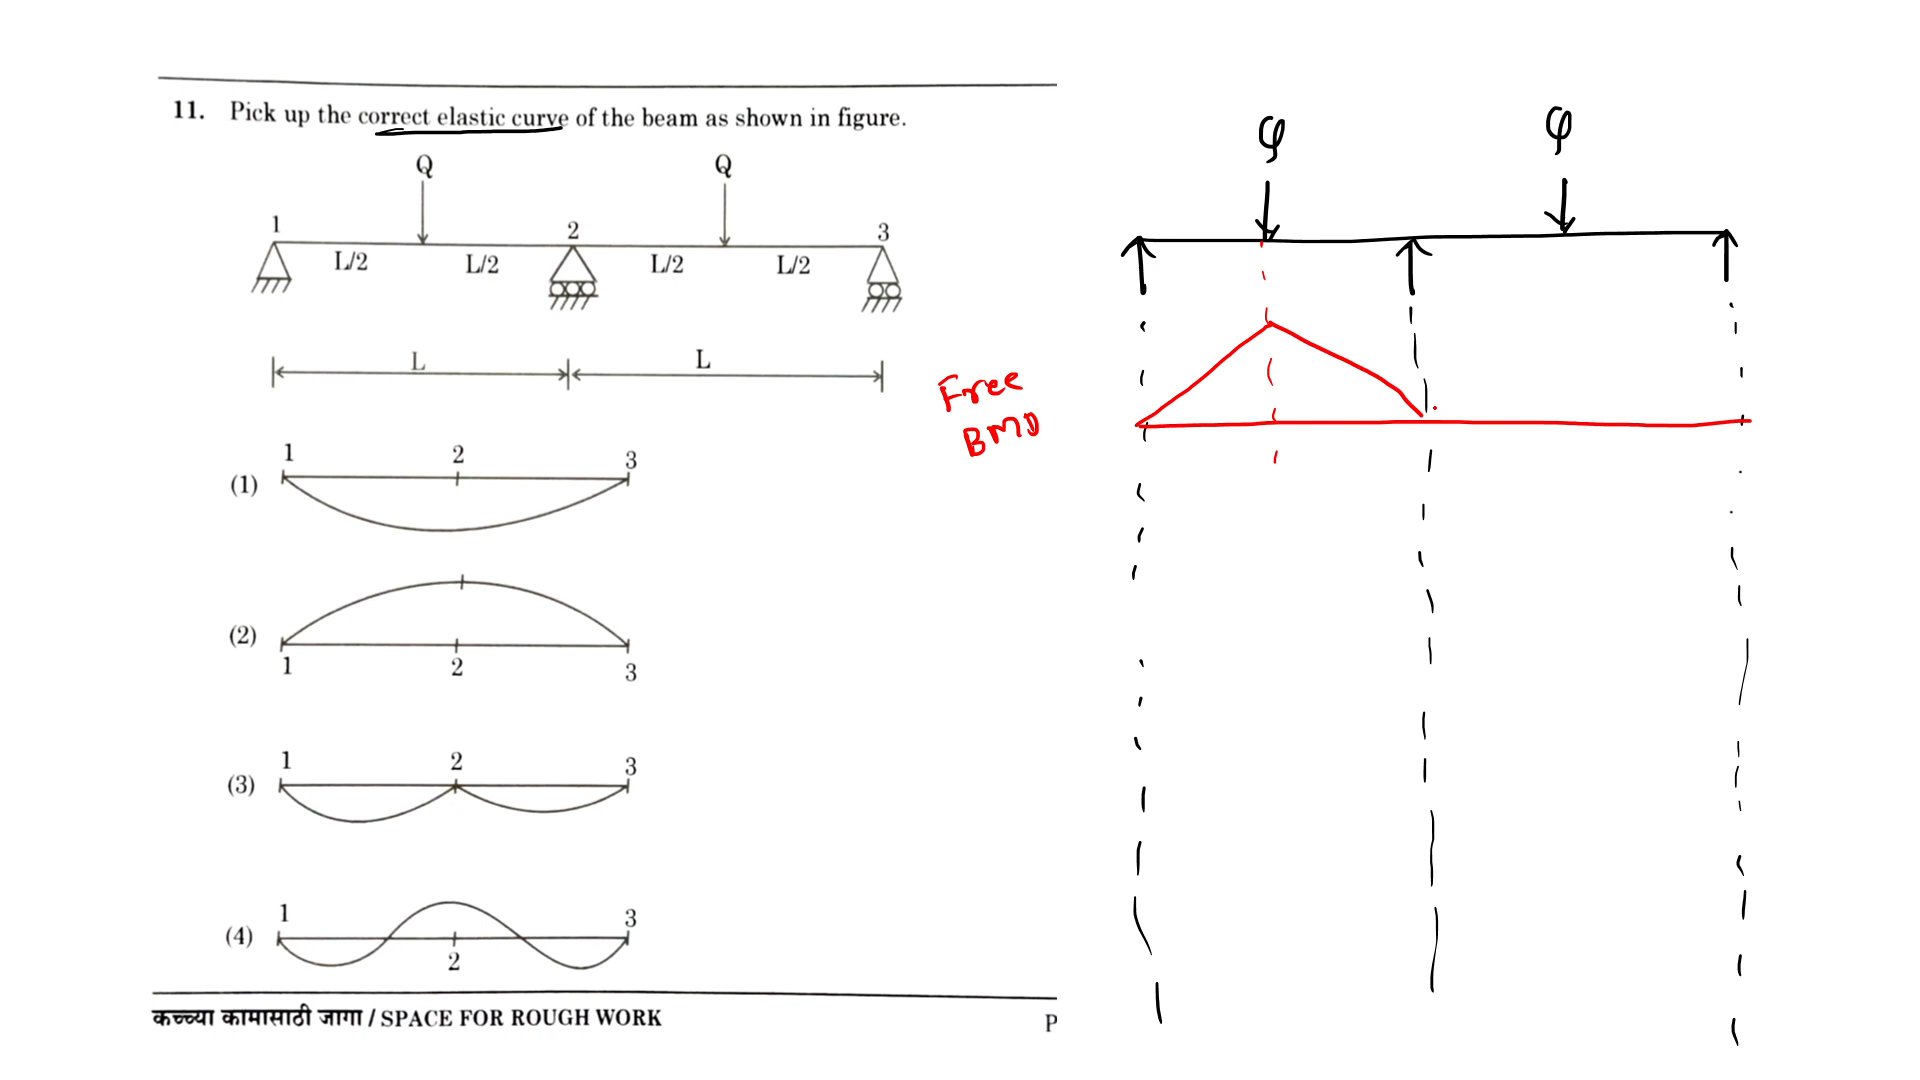 11. Pick up the correct elastic curve of the beam as shown in figure.
Q Q
1 2 3
L/2 L/2 L/2 L/2
L L
(1) 1 2 3
(2) 1 2 3
(3) 1 2 3
(4) 1 2 3
कच्च्या कामासाठी जागा / SPACE FOR ROUGH WORK P
φ φ
Free
BMD